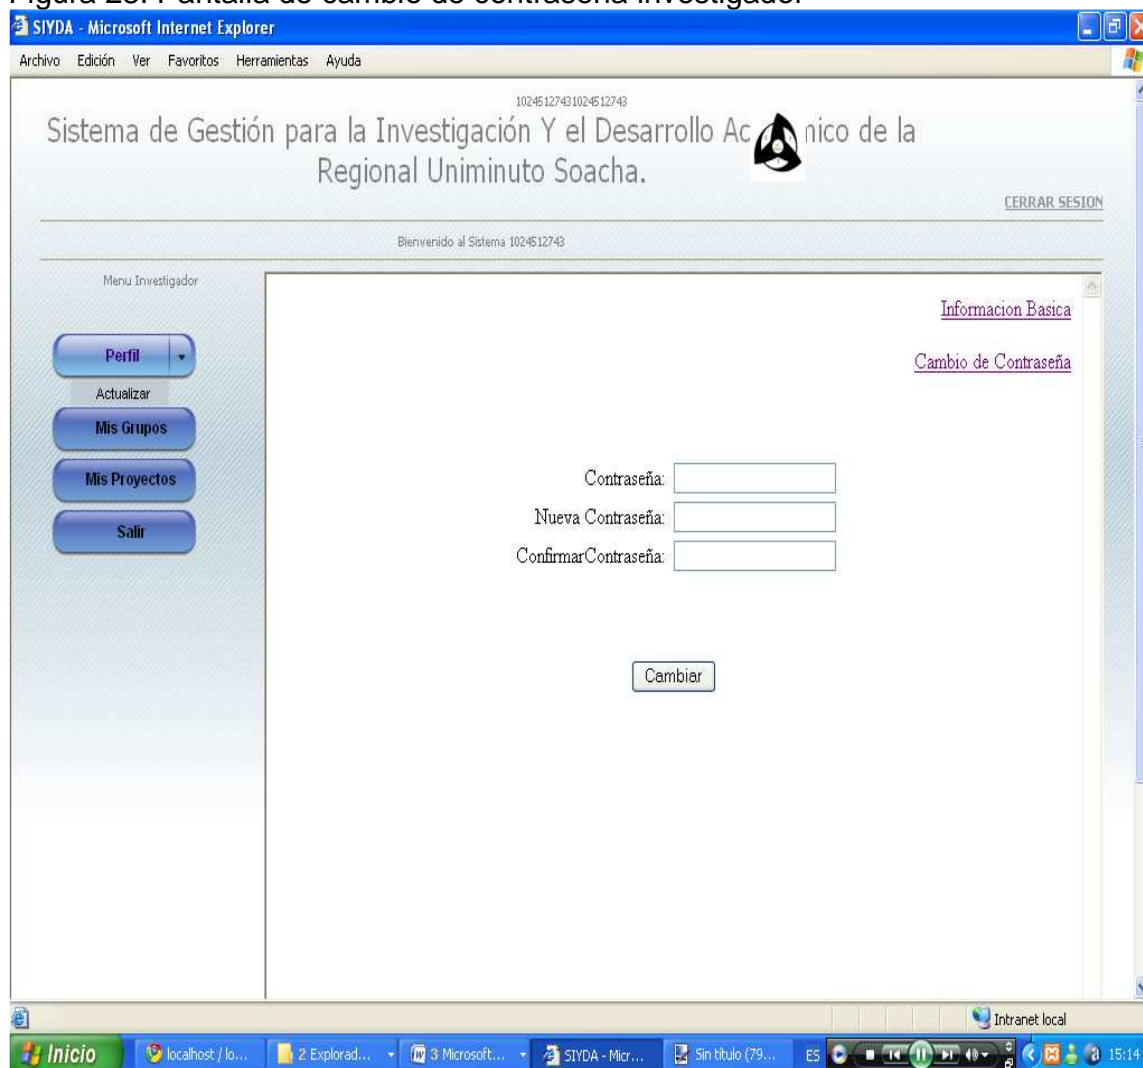 Figura 23. Pantalla de cambio de contraseña investigador
SIYDA - Microsoft Internet Explorer
Archivo Edición Ver Favoritos Herramientas Ayuda
10245127431024512743
Sistema de Gestión para la Investigación Y el Desarrollo Ac nico de la
Regional Uniminuto Soacha.
CERRAR SESION
Bienvenido al Sistema 1024512743
Menu Investigador
Informacion Basica
Perfil
Cambio de Contraseña
Actualizar
Mis Grupos
Mis Proyectos
Salir
Contraseña:
Nueva Contraseña:
ConfirmarContraseña:
Cambiar
Intranet local
Inicio
localhost / lo...
2 Explorad...
3 Microsoft...
SIYDA - Micr...
Sin título (79...
ES
15:14